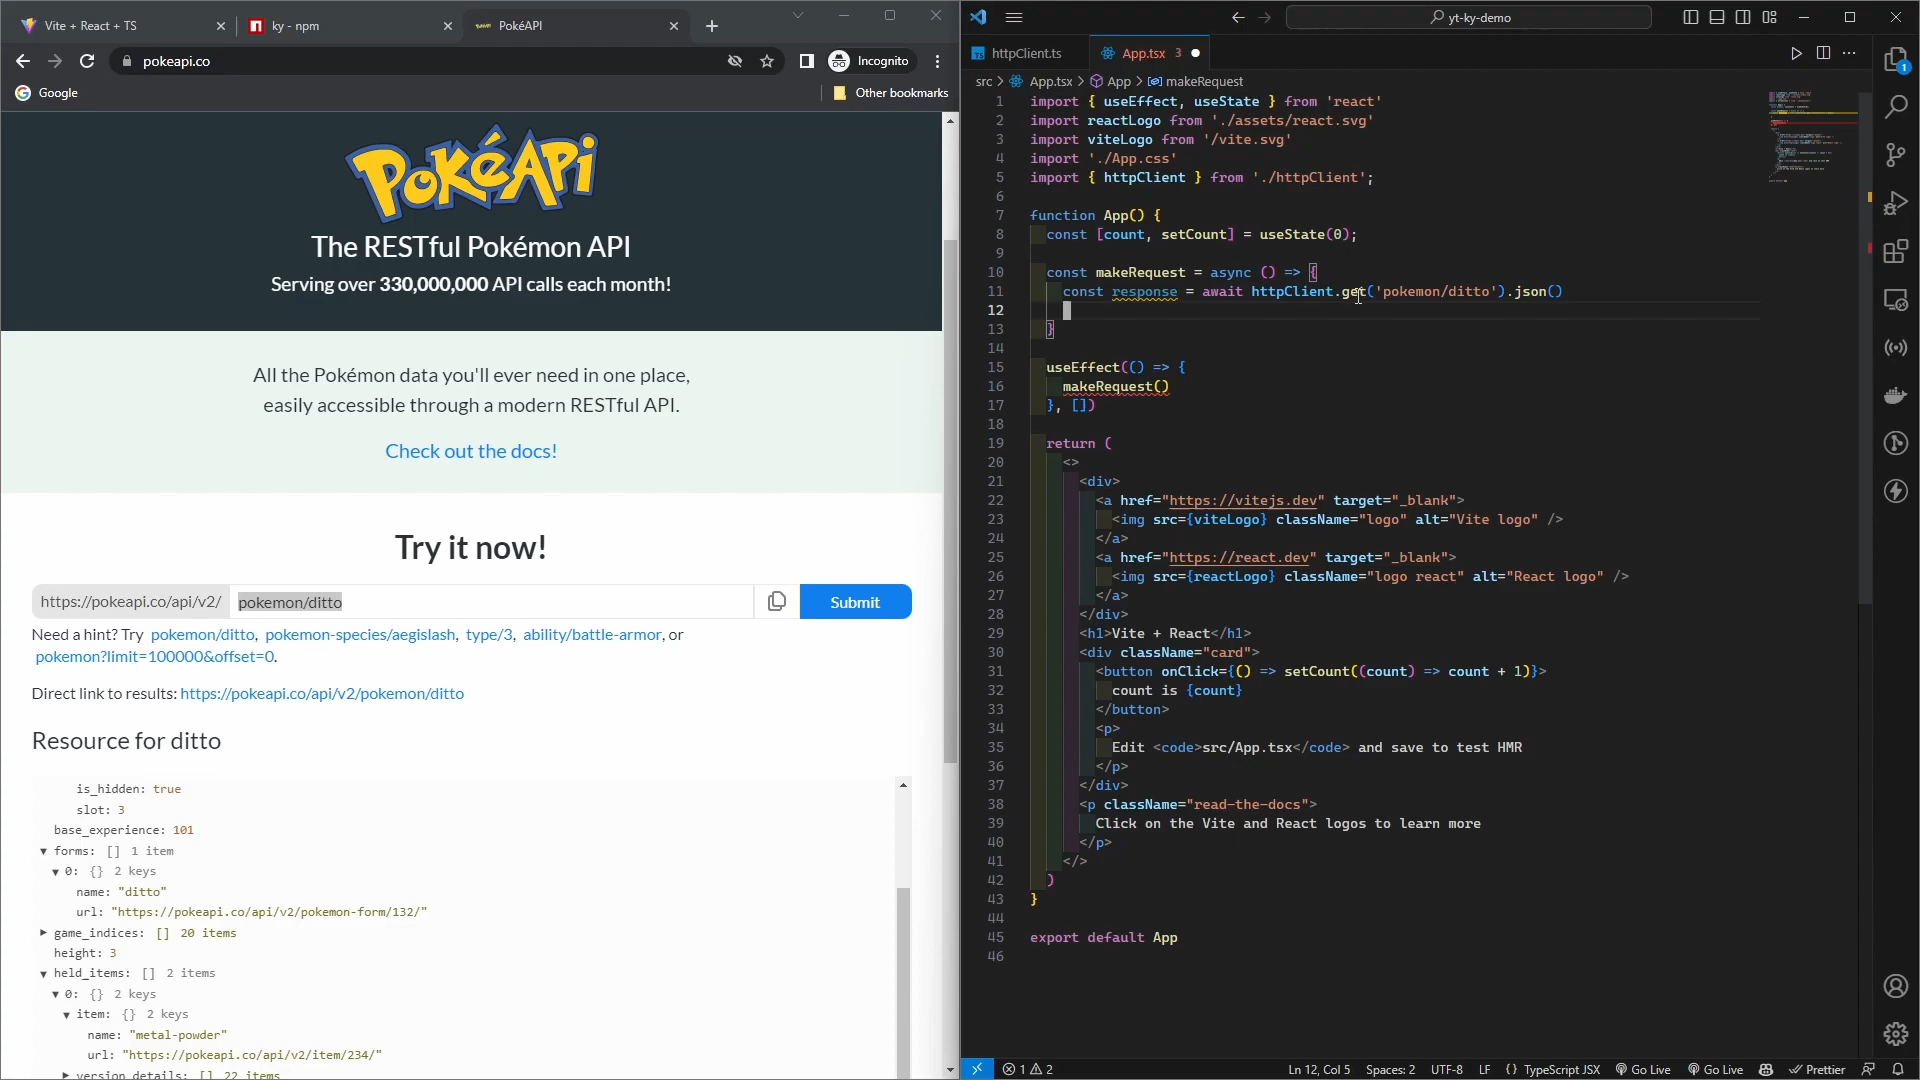 Vite + React + TS
ky - npm
PokéAPI
pokeapi.co
Incognito
Google
Other bookmarks
PokéAPI
The RESTful Pokémon API
Serving over 330,000,000 API calls each month!
All the Pokémon data you'll ever need in one place,
easily accessible through a modern RESTful API.
Check out the docs!
Try it now!
https://pokeapi.co/api/v2/ pokemon/ditto
Submit
Need a hint? Try pokemon/ditto, pokemon-species/aegislash, type/3, ability/battle-armor, or
pokemon?limit=100000&offset=0.
Direct link to results: https://pokeapi.co/api/v2/pokemon/ditto
Resource for ditto
is_hidden: true
slot: 3
base_experience: 101
forms: [] 1 item
0: {} 2 keys
name: "ditto"
url: "https://pokeapi.co/api/v2/pokemon-form/132/"
game_indices: [] 20 items
height: 3
held_items: [] 2 items
0: {} 2 keys
item: {} 2 keys
name: "metal-powder"
url: "https://pokeapi.co/api/v2/item/234/"
version_details: [] 22 items
yt-ky-demo
TS httpClient.ts
App.tsx 3
src > App.tsx > App > makeRequest
1 import { useEffect, useState } from 'react'
2 import reactLogo from './assets/react.svg'
3 import viteLogo from '/vite.svg'
4 import './App.css'
5 import { httpClient } from './httpClient';
6
7 function App() {
8 const [count, setCount] = useState(0);
9
10 const makeRequest = async () => {
11 const response = await httpClient.get('pokemon/ditto').json()
12
13 }
14
15 useEffect(() => {
16 makeRequest()
17 }, [])
18
19 return (
20 <>
21 <div>
22 <a href="https://vitejs.dev" target="_blank">
23 <img src={viteLogo} className="logo" alt="Vite logo" />
24 </a>
25 <a href="https://react.dev" target="_blank">
26 <img src={reactLogo} className="logo react" alt="React logo" />
27 </a>
28 </div>
29 <h1>Vite + React</h1>
30 <div className="card">
31 <button onClick={() => setCount((count) => count + 1)}>
32 count is {count}
33 </button>
34 <p>
35 Edit <code>src/App.tsx</code> and save to test HMR
36 </p>
37 </div>
38 <p className="read-the-docs">
39 Click on the Vite and React logos to learn more
40 </p>
41 </>
42 )
43 }
44
45 export default App
46
1
1 2
Ln 12, Col 5
Spaces: 2
UTF-8
LF
{} TypeScript JSX
Go Live
Go Live
Prettier